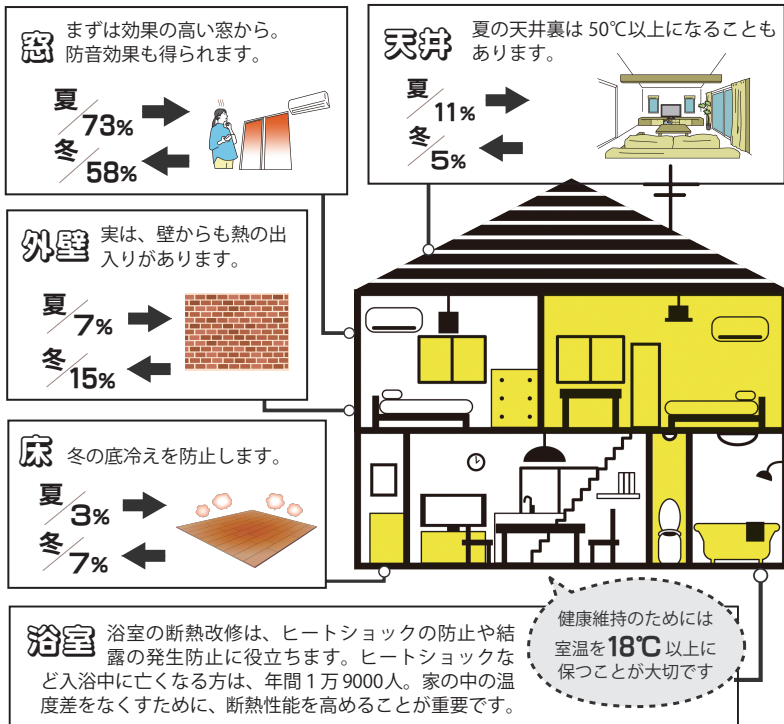 窓
まずは効果の高い窓から。
防音効果も得られます。
夏/73%
冬/58%
天井
夏の天井裏は50℃以上になることも
あります。
夏/11%
冬/5%
外壁
実は、壁からも熱の出
入りがあります。
夏/7%
冬/15%
床
冬の底冷えを防止します。
夏/3%
冬/7%
浴室
浴室の断熱改修は、ヒートショックの防止や結
露の発生防止に役立ちます。ヒートショックな
ど入浴中に亡くなる方は、年間1万9000人。家の中の温
度差をなくすために、断熱性能を高めることが重要です。
健康維持のためには
室温を18℃以上に
保つことが大切です